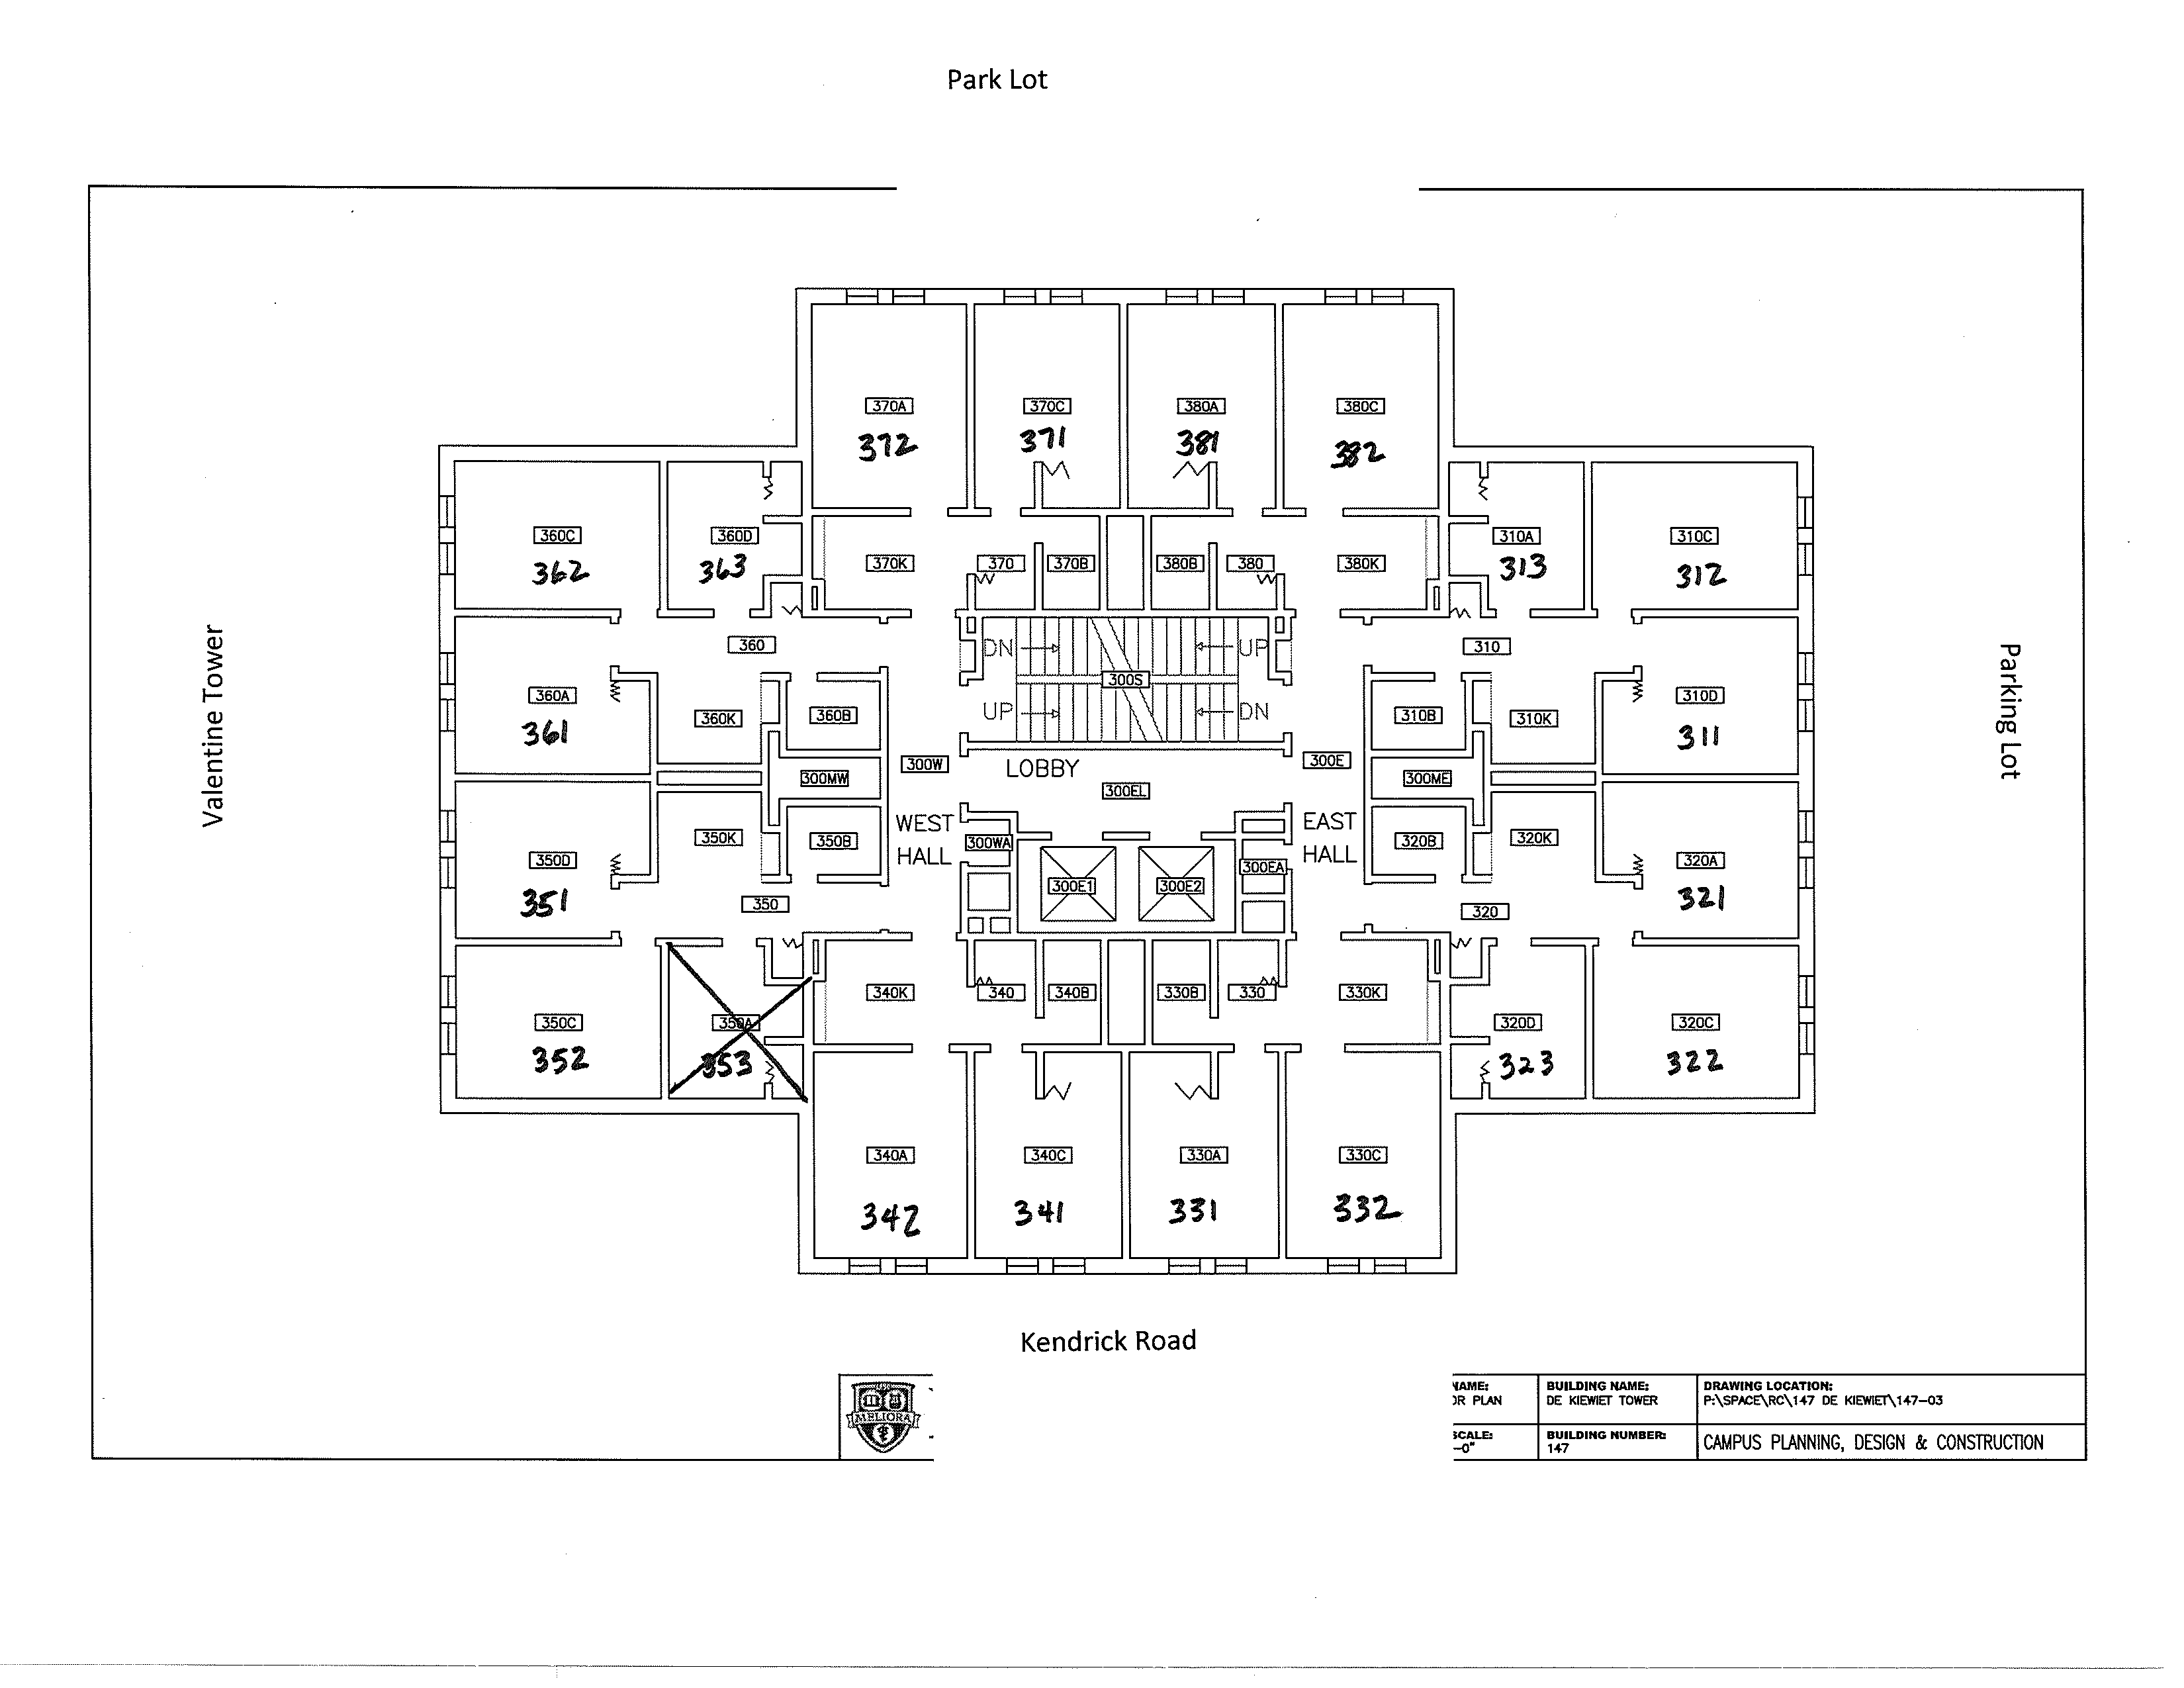 Park Lot
370A 370C 380A 380C
372 371 381 382
360C 360D 310A 310C
362 363 313 312
370K 370 370B 380B 380 380K
360 DN UP 310
300S
360A 310D
361 311
360K 360B UP DN 310B 310K
Valentine Tower
Parking Lot
300W LOBBY 300E
300MW 300EL 300ME
WEST HALL
EAST HALL
350K 350B 300WA 320B 320K
350D 300E1 300E2 300EA 320A
351 321
350 320
340K 340 340B 330B 330 330K
350C 350A 320D 320C
352 353 323 322
340A 340C 330A 330C
342 341 331 332
Kendrick Road
MELIORA
NAME:
OR PLAN
BUILDING NAME:
DE KIEWIET TOWER
DRAWING LOCATION:
P:\SPACE\RC\147 DE KIEWIET\147-03
SCALE:
-0"
BUILDING NUMBER:
147
CAMPUS PLANNING, DESIGN & CONSTRUCTION